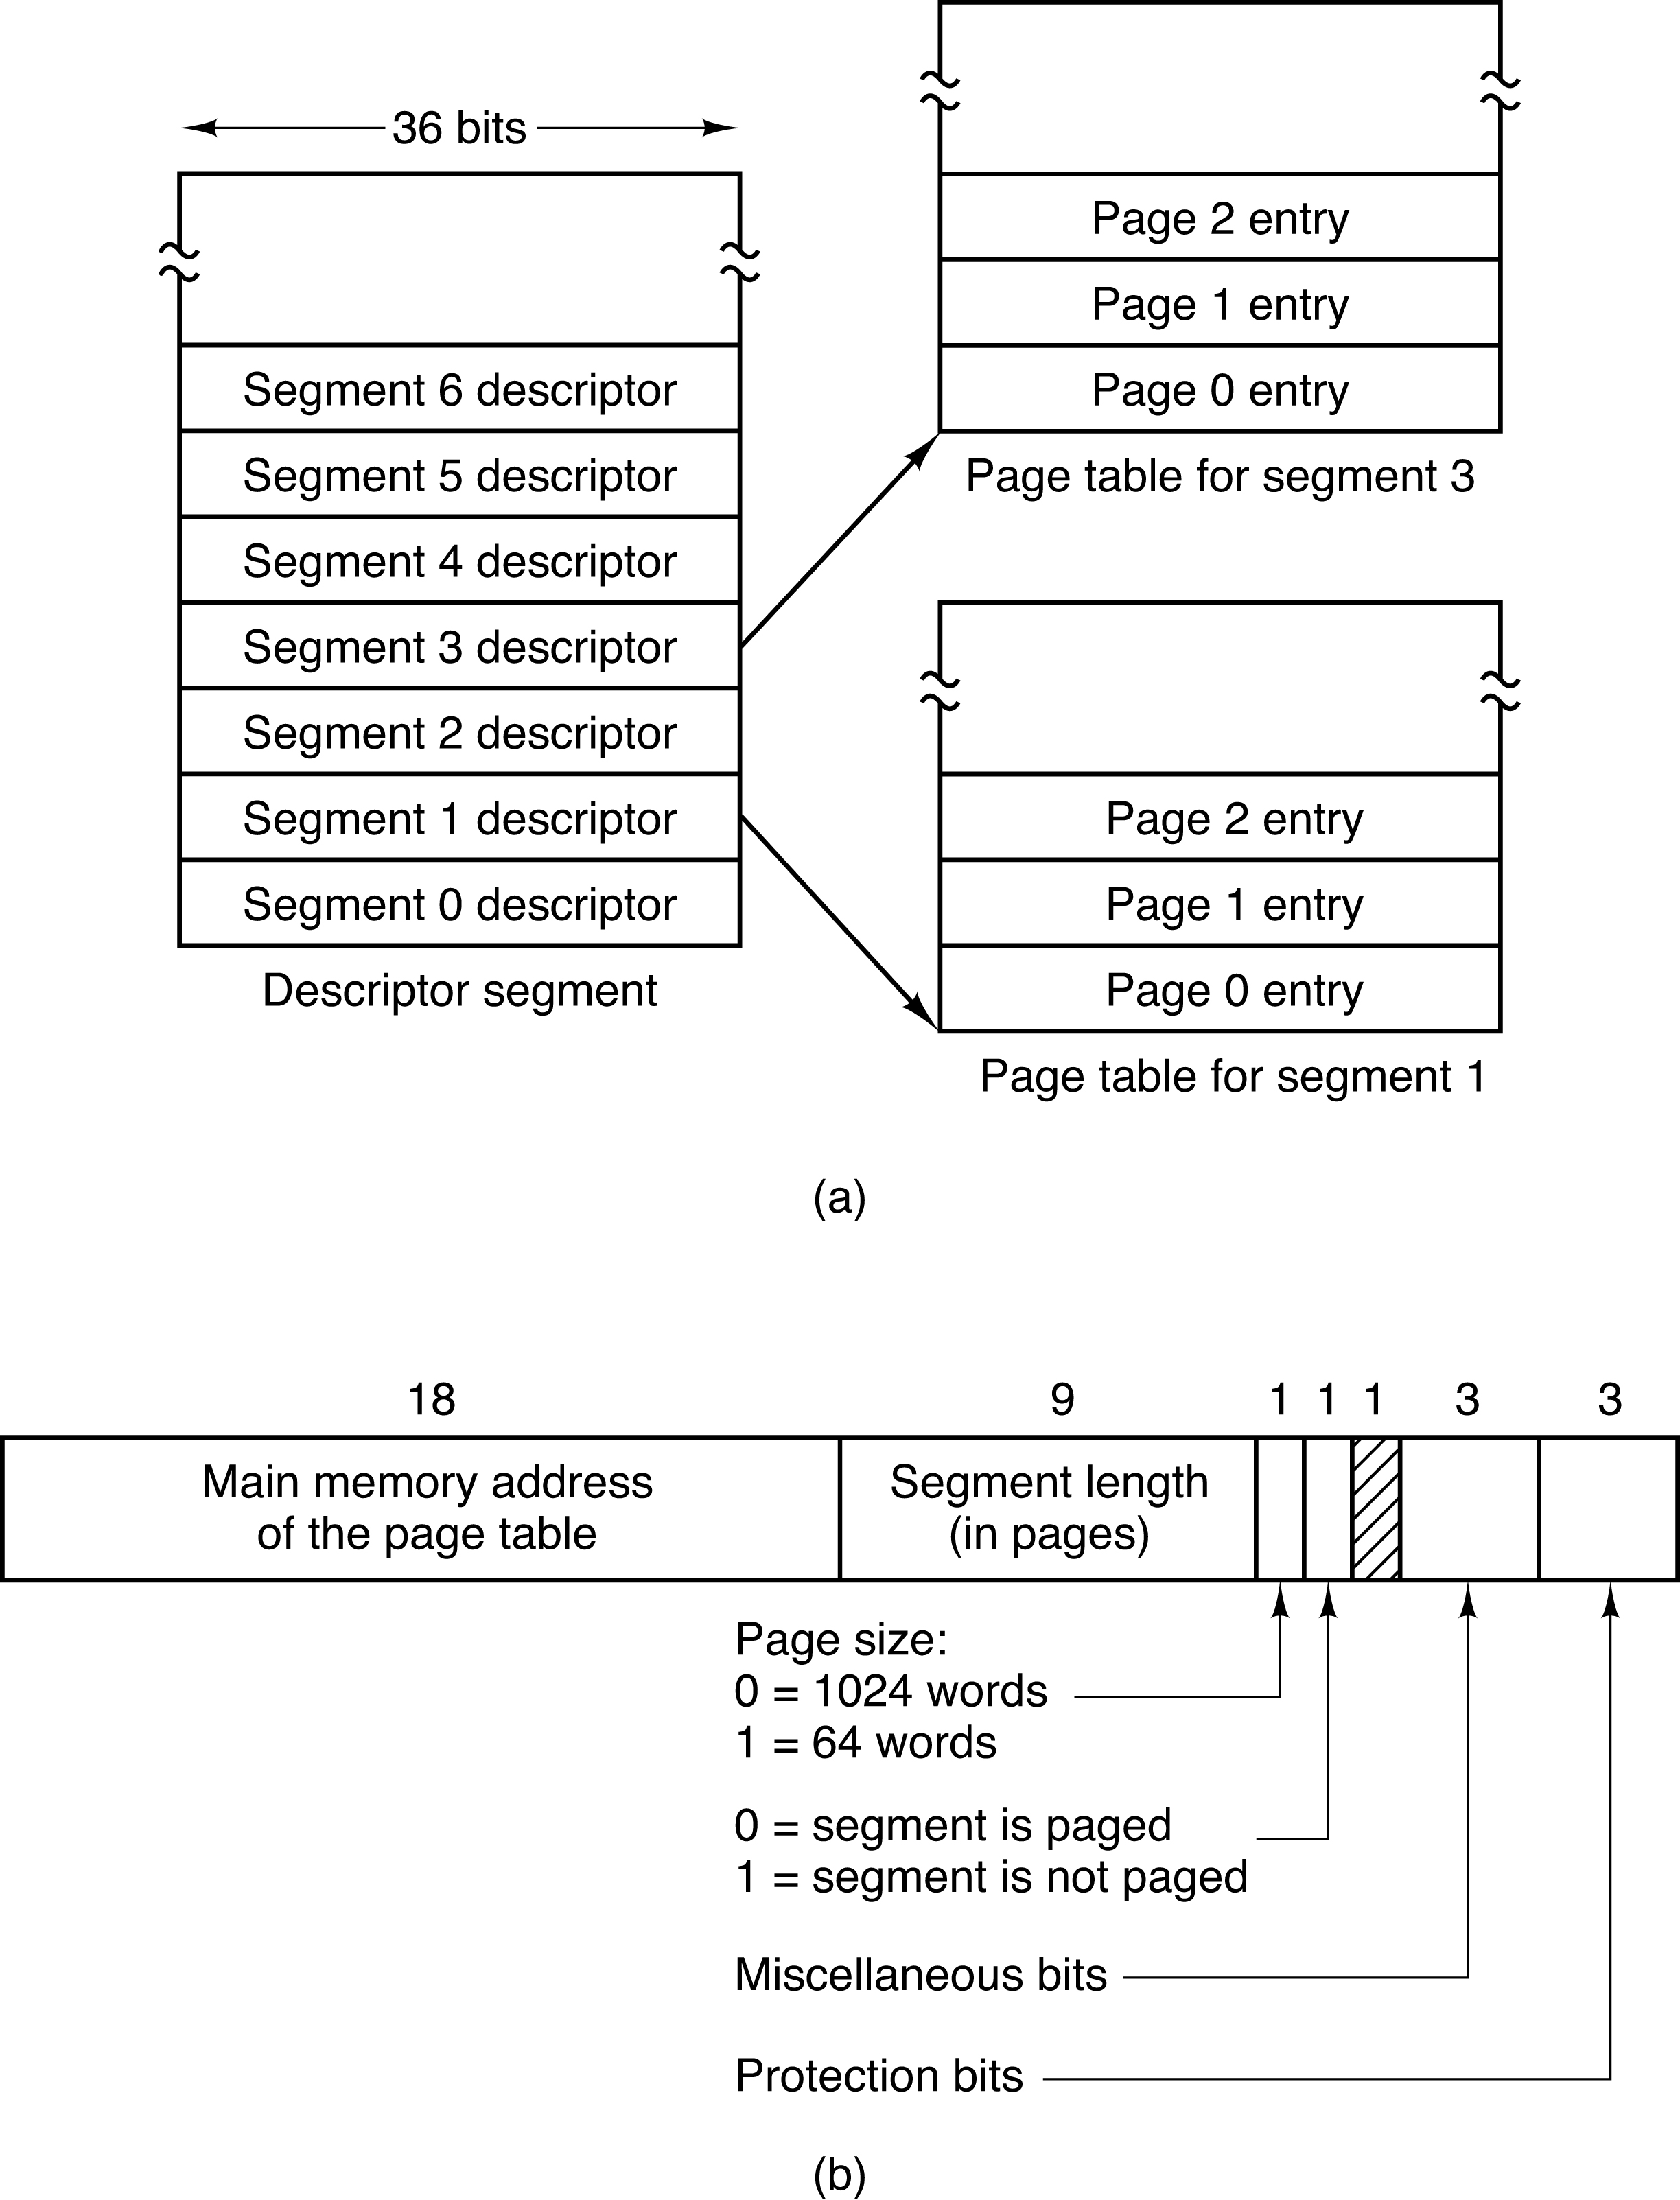 36 bits
Segment 6 descriptor
Segment 5 descriptor
Segment 4 descriptor
Segment 3 descriptor
Segment 2 descriptor
Segment 1 descriptor
Segment 0 descriptor
Descriptor segment
Page 2 entry
Page 1 entry
Page 0 entry
Page table for segment 3
Page 2 entry
Page 1 entry
Page 0 entry
Page table for segment 1
(a)
18 9 1 1 1 3 3
Main memory address
of the page table
Segment length
(in pages)
Page size:
0 = 1024 words
1 = 64 words
0 = segment is paged
1 = segment is not paged
Miscellaneous bits
Protection bits
(b)